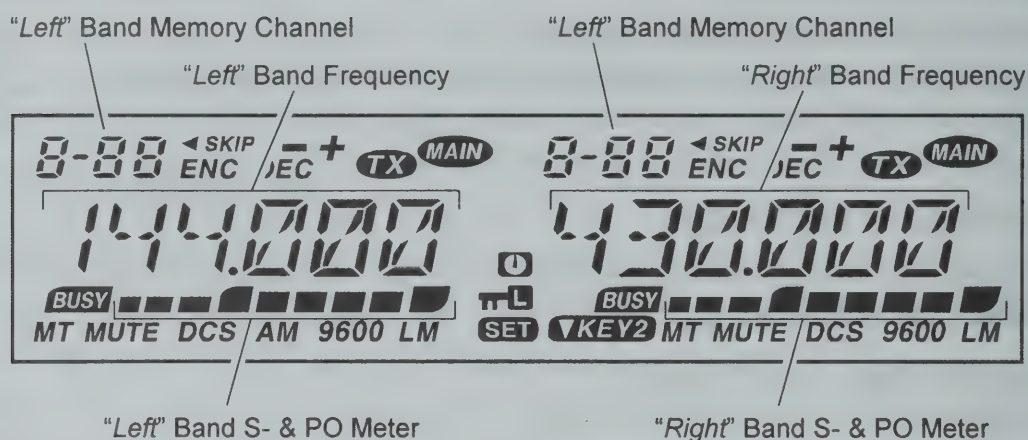 “Left” Band Memory Channel
“Left” Band Memory Channel
“Left” Band Frequency
“Right” Band Frequency
8-88 ◄ SKIP – + TX MAIN
ENC )EC
8-88 ◄ SKIP – + TX MAIN
ENC )EC
144.000
430.000
BUSY
L
BUSY
MT MUTE DCS AM 9600 LM
SET ▼KEY2
MT MUTE DCS 9600 LM
“Left” Band S- & PO Meter
“Right” Band S- & PO Meter